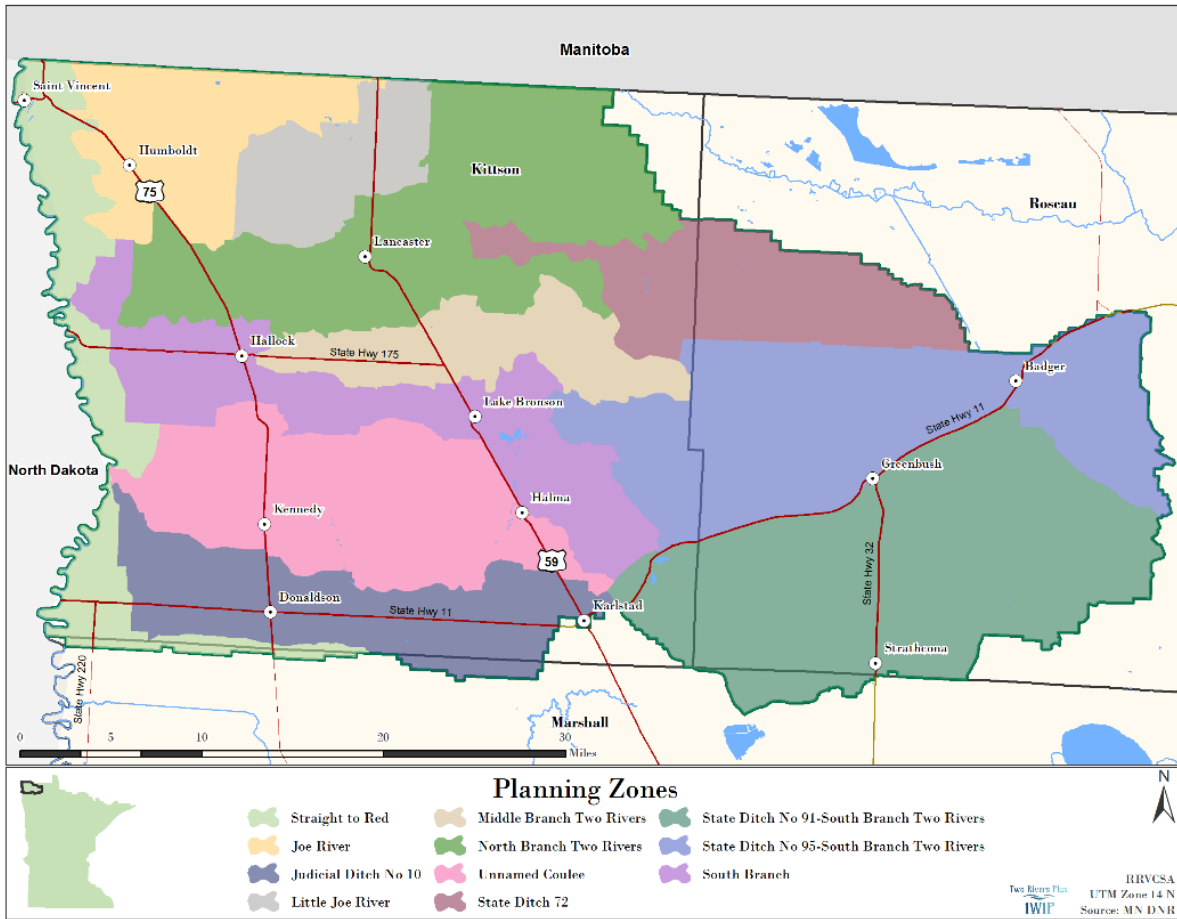 Manitoba
Saint Vincent
Humboldt
75
Kittson
Roseau
Lancaster
Hallock
State Hwy 175
Badger
Lake Bronson
State Hwy 11
North Dakota
Greenbush
Kennedy
Halma
59
State Hwy 32
Donaldson
State Hwy 11
Karlstad
Strathcona
State Hwy 220
Marshall
0 5 10 20 30
Miles
Planning Zones
N
Straight to Red
Joe River
Judicial Ditch No 10
Little Joe River
Middle Branch Two Rivers
North Branch Two Rivers
Unnamed Coulee
State Ditch 72
State Ditch No 91-South Branch Two Rivers
State Ditch No 95-South Branch Two Rivers
South Branch
Two Rivers Plus
1W1P
RRVCSA
UTM Zone 14 N
Source: MN DNR